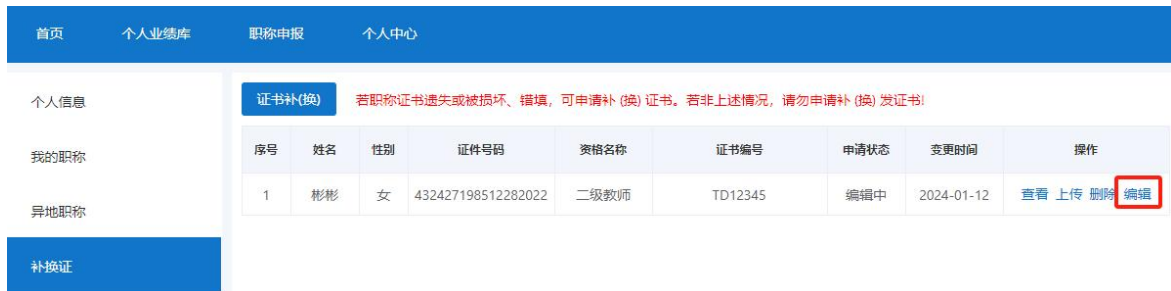 首页 个人业绩库 职称申报 个人中心
个人信息
我的职称
异地职称
补换证
证书补(换) 若职称证书遗失或被损坏、错填，可申请补 (换) 证书。若非上述情况，请勿申请补 (换) 发证书!
序号 姓名 性别 证件号码 资格名称 证书编号 申请状态 变更时间 操作
1 彬彬 女 432427198512282022 二级教师 TD12345 编辑中 2024-01-12 查看 上传 删除 编辑